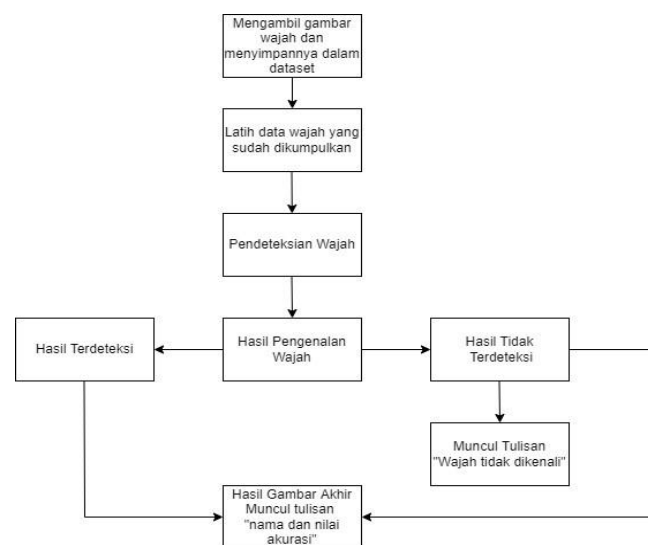 Mengambil gambar
wajah dan
menyimpannya dalam
dataset
Latih data wajah yang
sudah dikumpulkan
Pendeteksian Wajah
Hasil Terdeteksi
Hasil Pengenalan
Wajah
Hasil Tidak
Terdeteksi
Muncul Tulisan
"Wajah tidak dikenali"
Hasil Gambar Akhir
Muncul tulisan
"nama dan nilai
akurasi"